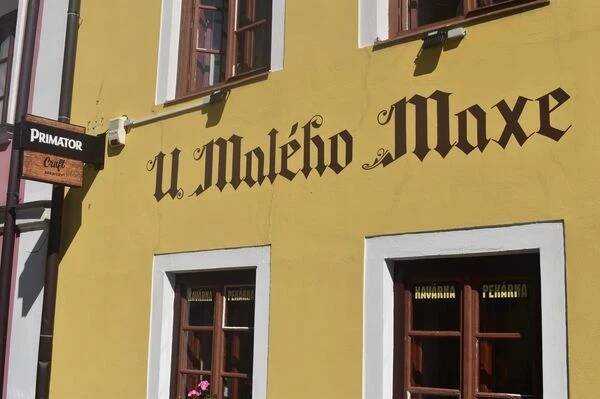 PRIMATOR
Craft
U Malého Maxe
KAVÁRNA PEKÁRNA
KAVÁRNA PEKÁRNA